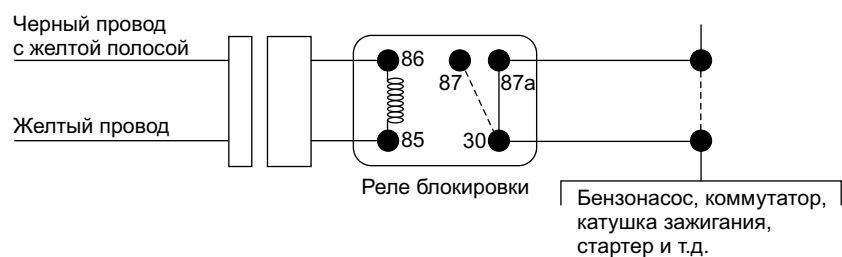 Черный провод
с желтой полосой
86
87
87a
Желтый провод
85
30
Реле блокировки
Бензонасос, коммутатор,
катушка зажигания,
стартер и т.д.